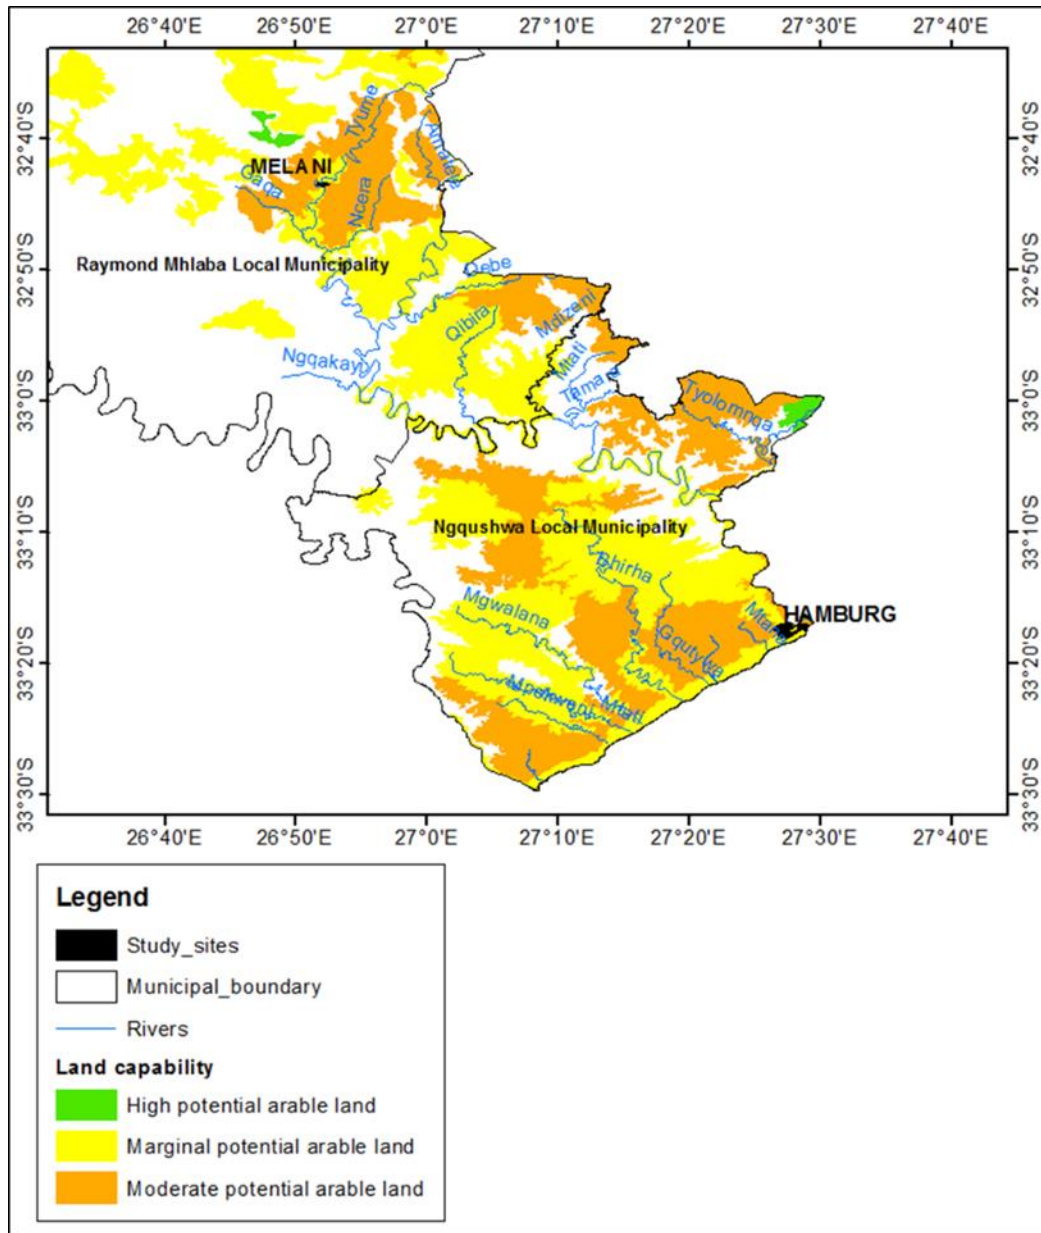 26°40'E 26°50'E 27°0'E 27°10'E 27°20'E 27°30'E 27°40'E
32°40'S 32°40'S
Tyume
Amalele
MELANI
Gaqa
Ncera
32°50'S 32°50'S
Raymond Mhlaba Local Municipality
Qebe
Qibira
Mdizeni
Ngqakayi
Mtati
Tamara
33°0'S 33°0'S
Tyolomnqa
33°10'S 33°10'S
Ngqushwa Local Municipality
Bhirha
Mgwalana
HAMBURG
Mtana
Gqutywa
33°20'S 33°20'S
Mpekweni
Mtati
33°30'S 33°30'S
26°40'E 26°50'E 27°0'E 27°10'E 27°20'E 27°30'E 27°40'E
Legend
Study_sites
Municipal_boundary
Rivers
Land capability
High potential arable land
Marginal potential arable land
Moderate potential arable land